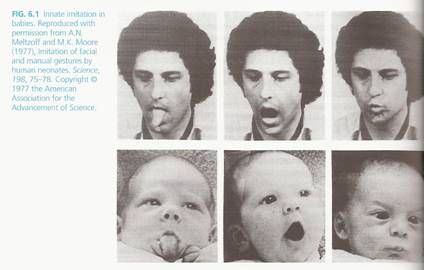 FIG. 6.1 Innate imitation in
babies. Reproduced with
permission from A.N.
Meltzoff and M.K. Moore
(1977), Imitation of facial
and manual gestures by
human neonates. Science,
198, 75–78. Copyright ©
1977 the American
Association for the
Advancement of Science.